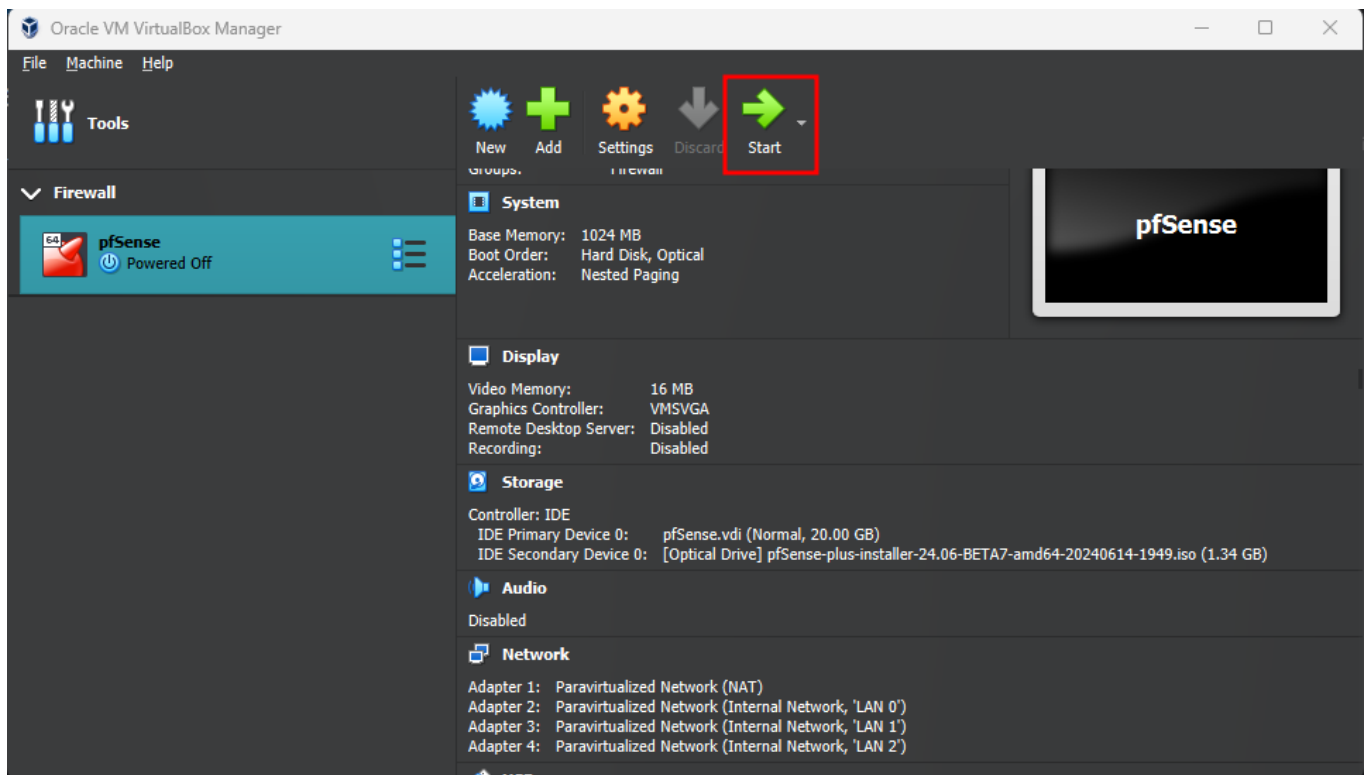 Oracle VM VirtualBox Manager
File Machine Help
Tools
New Add Settings Discard Start
Firewall
64
pfSense
Powered Off
Groups: Firewall
System
Base Memory: 1024 MB
Boot Order: Hard Disk, Optical
Acceleration: Nested Paging
pfSense
Display
Video Memory: 16 MB
Graphics Controller: VMSVGA
Remote Desktop Server: Disabled
Recording: Disabled
Storage
Controller: IDE
IDE Primary Device 0: pfSense.vdi (Normal, 20.00 GB)
IDE Secondary Device 0: [Optical Drive] pfSense-plus-installer-24.06-BETA7-amd64-20240614-1949.iso (1.34 GB)
Audio
Disabled
Network
Adapter 1: Paravirtualized Network (NAT)
Adapter 2: Paravirtualized Network (Internal Network, 'LAN 0')
Adapter 3: Paravirtualized Network (Internal Network, 'LAN 1')
Adapter 4: Paravirtualized Network (Internal Network, 'LAN 2')